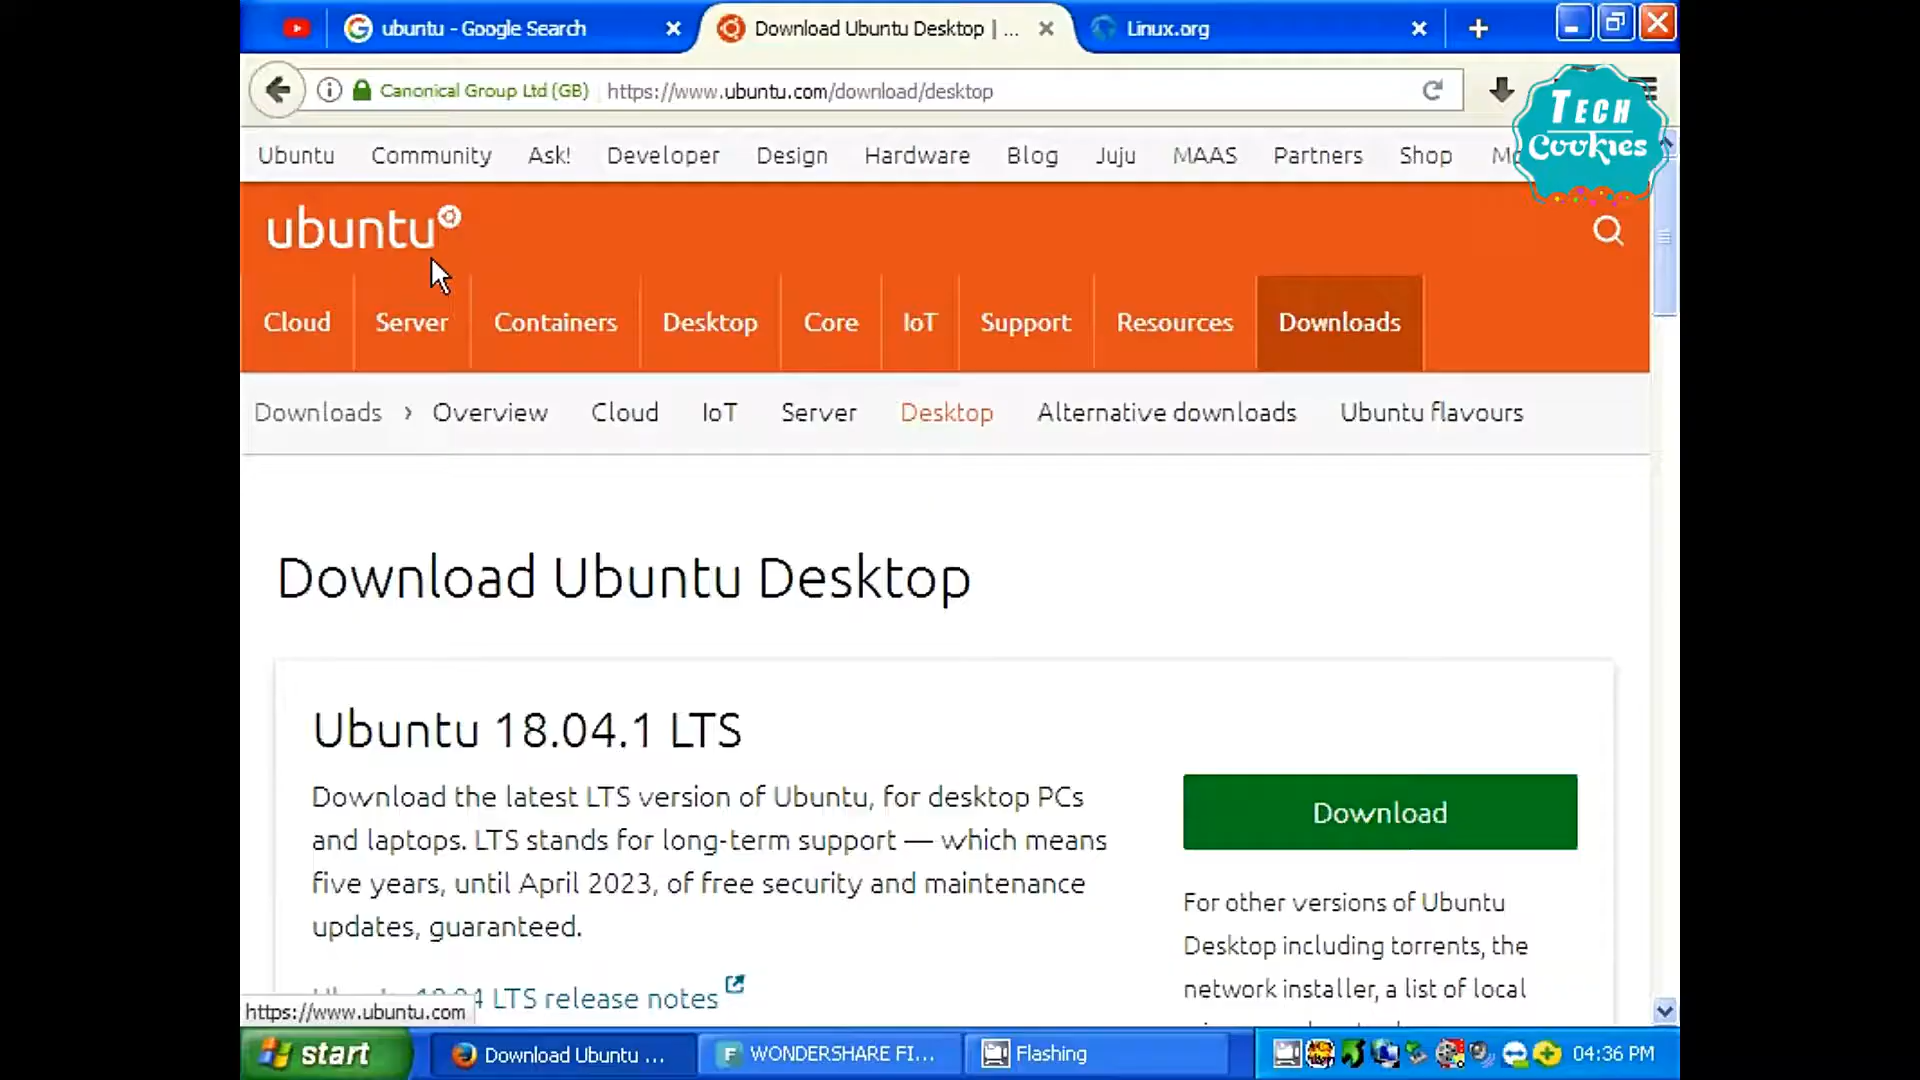 ubuntu - Google Search
Download Ubuntu Desktop | ...
Linux.org
Canonical Group Ltd (GB)
https://www.ubuntu.com/download/desktop
TECH
COOKIES
Ubuntu Community Ask! Developer Design Hardware Blog Juju MAAS Partners Shop
ubuntu
Cloud Server Containers Desktop Core IoT Support Resources Downloads
Downloads › Overview Cloud IoT Server Desktop Alternative downloads Ubuntu flavours
Download Ubuntu Desktop
Ubuntu 18.04.1 LTS
Download the latest LTS version of Ubuntu, for desktop PCs
and laptops. LTS stands for long-term support — which means
five years, until April 2023, of free security and maintenance
updates, guaranteed.
LTS release notes
Download
For other versions of Ubuntu
Desktop including torrents, the
network installer, a list of local
https://www.ubuntu.com
start
Download Ubuntu ...
WONDERSHARE FI...
Flashing
04:36 PM